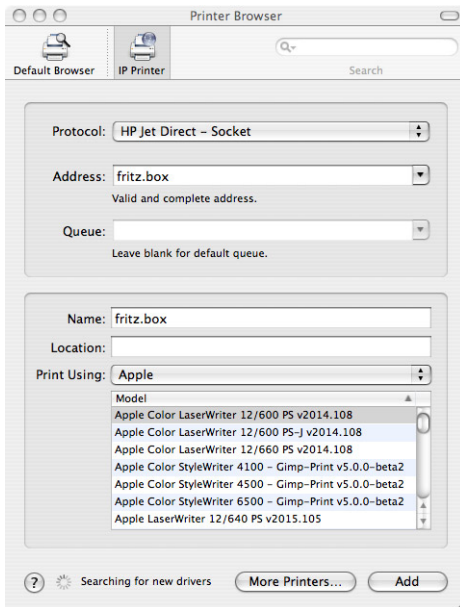 Printer Browser
Default Browser
IP Printer
Search
Protocol: HP Jet Direct – Socket
Address: fritz.box
Valid and complete address.
Queue:
Leave blank for default queue.
Name: fritz.box
Location:
Print Using: Apple
Model
Apple Color LaserWriter 12/600 PS v2014.108
Apple Color LaserWriter 12/600 PS-J v2014.108
Apple Color LaserWriter 12/660 PS v2014.108
Apple Color StyleWriter 4100 – Gimp-Print v5.0.0-beta2
Apple Color StyleWriter 4500 – Gimp-Print v5.0.0-beta2
Apple Color StyleWriter 6500 – Gimp-Print v5.0.0-beta2
Apple LaserWriter 12/640 PS v2015.105
? Searching for new drivers More Printers... Add